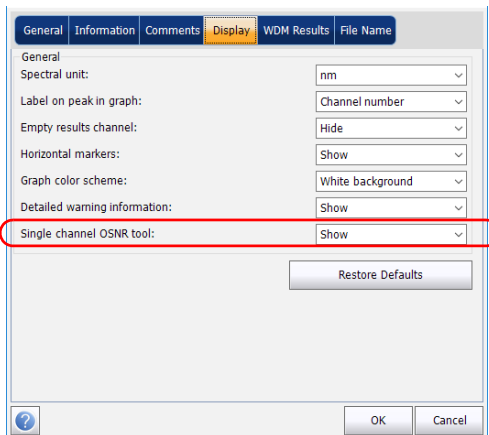 General Information Comments Display WDM Results File Name
General
Spectral unit: nm
Label on peak in graph: Channel number
Empty results channel: Hide
Horizontal markers: Show
Graph color scheme: White background
Detailed warning information: Show
Single channel OSNR tool: Show
Restore Defaults
? OK Cancel